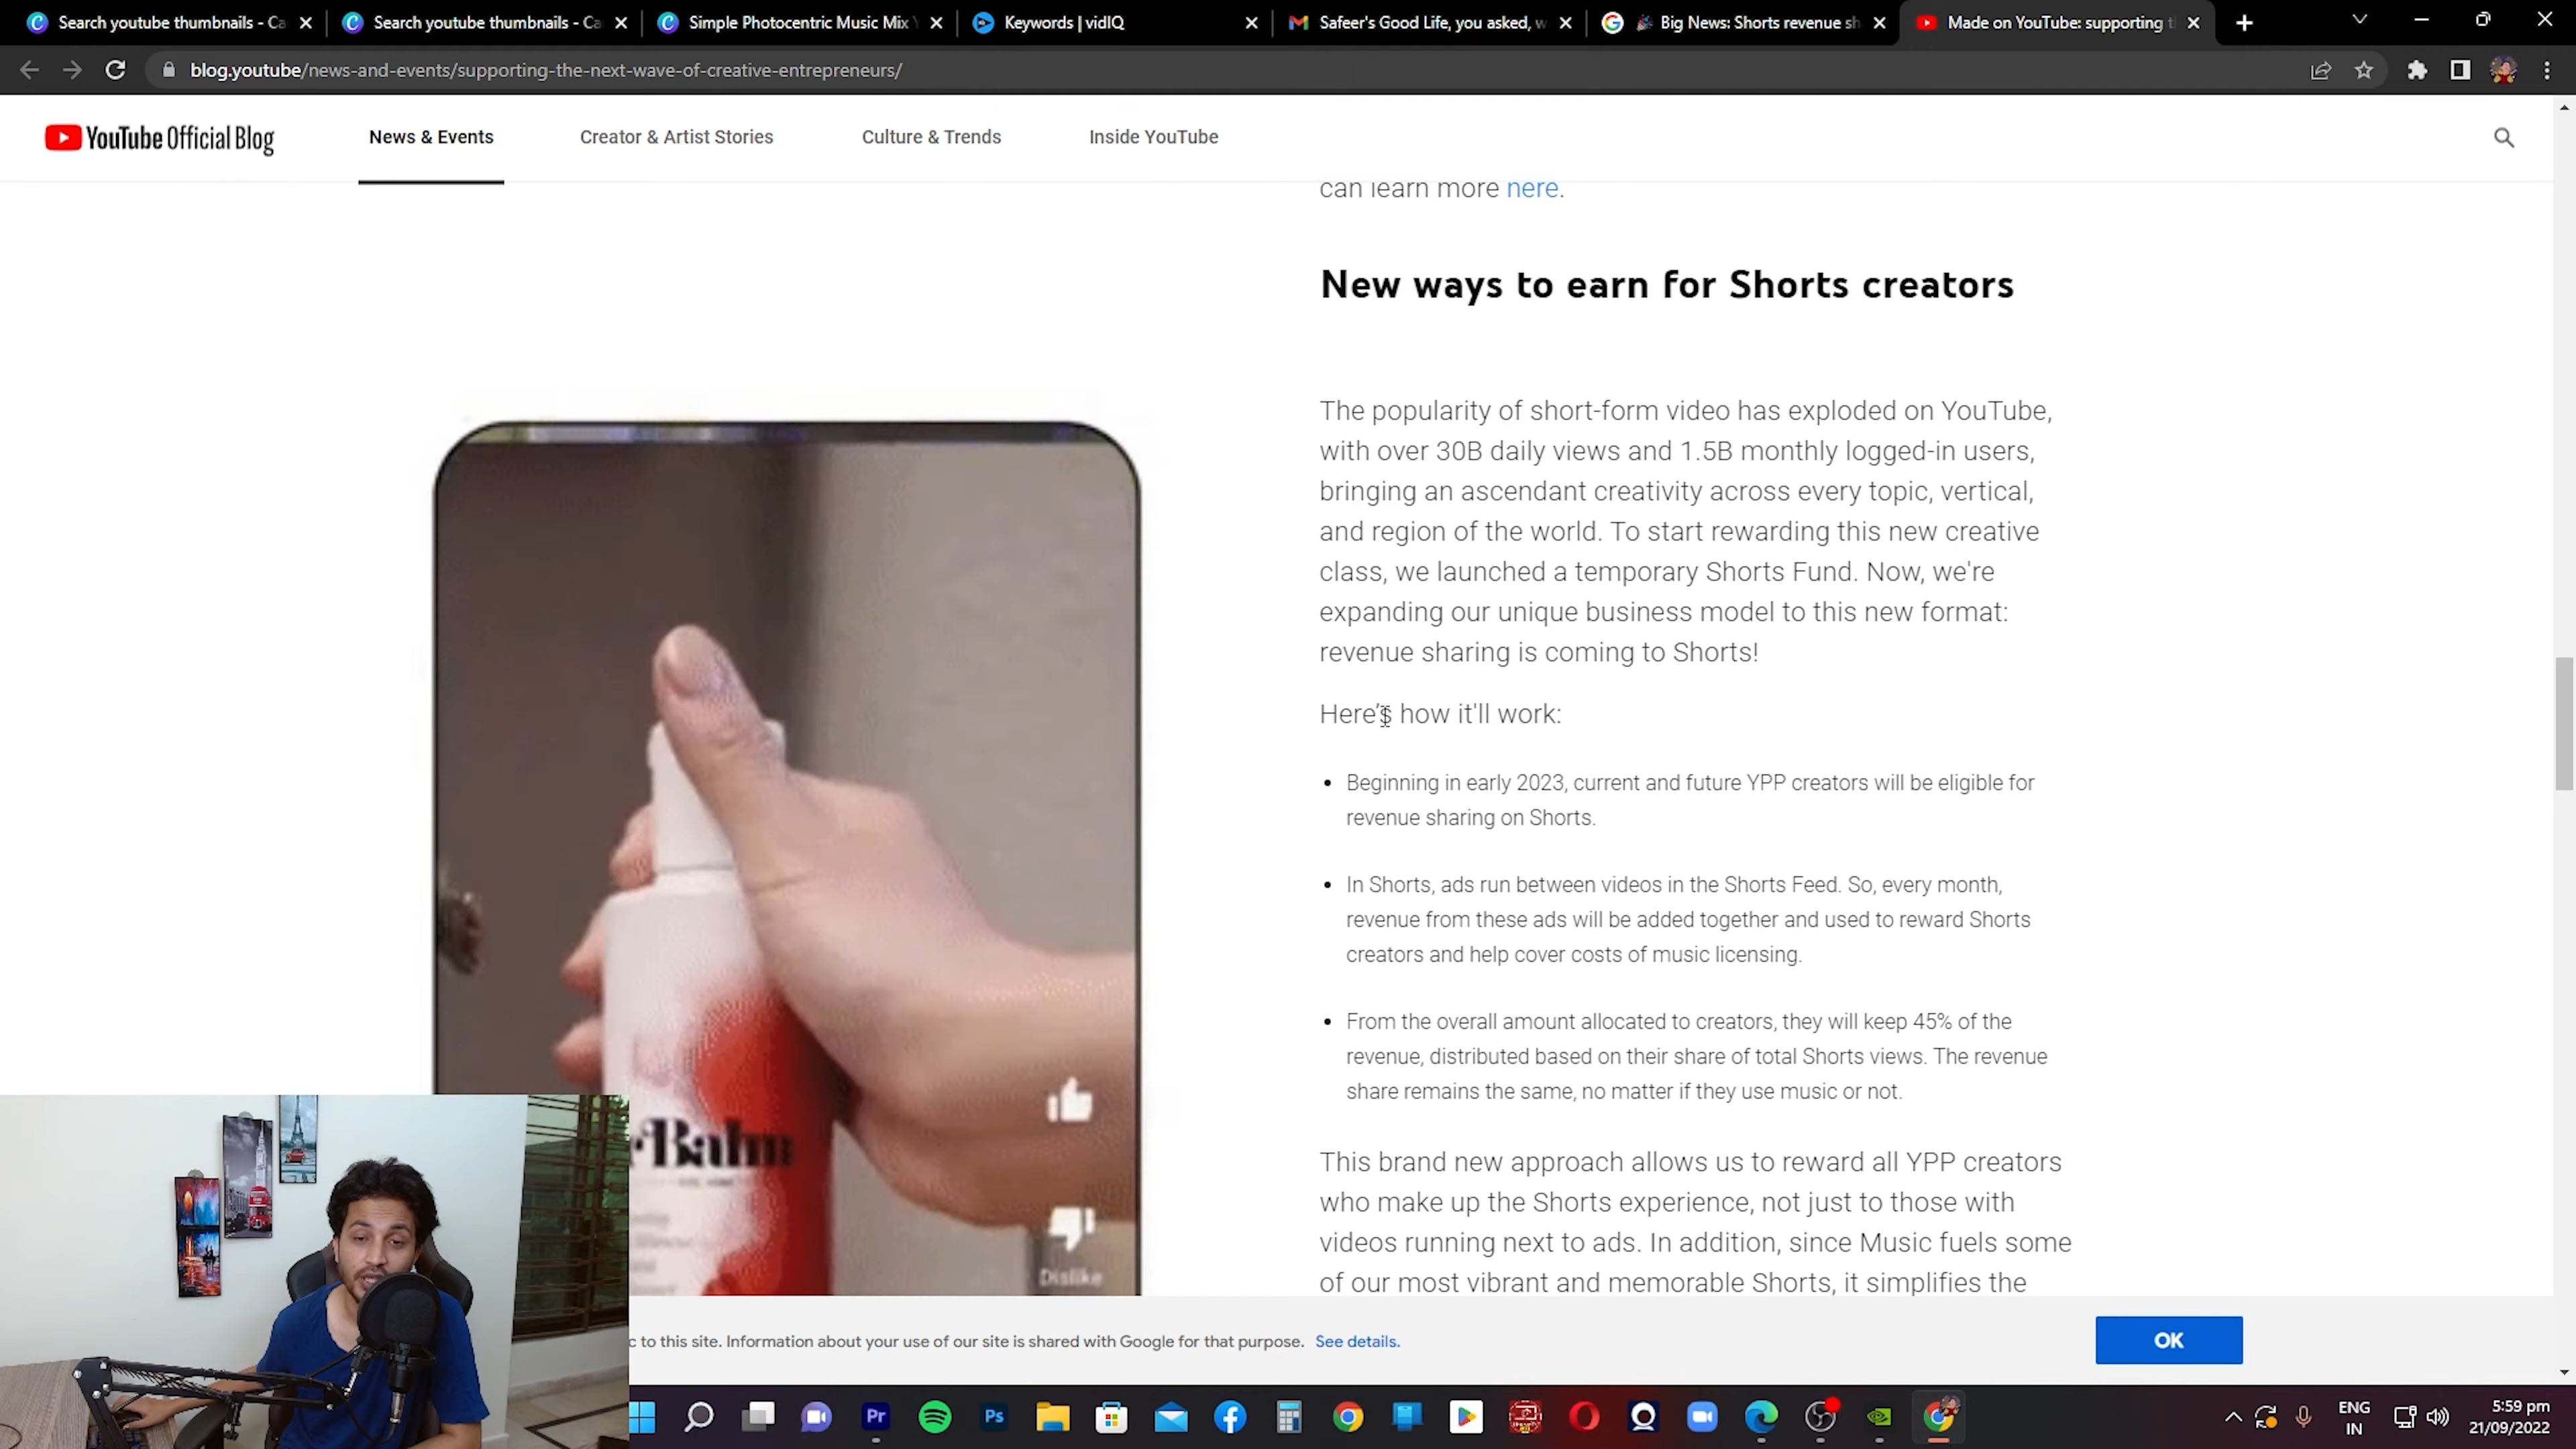 Search youtube thumbnails - Ca
Search youtube thumbnails - Ca
Simple Photocentric Music Mix Y
Keywords | vidIQ
Safeer's Good Life, you asked, w
Big News: Shorts revenue sh
Made on YouTube: supporting t
blog.youtube/news-and-events/supporting-the-next-wave-of-creative-entrepreneurs/
YouTube Official Blog
News & Events
Creator & Artist Stories
Culture & Trends
Inside YouTube
can learn more here.
New ways to earn for Shorts creators
The popularity of short-form video has exploded on YouTube,
with over 30B daily views and 1.5B monthly logged-in users,
bringing an ascendant creativity across every topic, vertical,
and region of the world. To start rewarding this new creative
class, we launched a temporary Shorts Fund. Now, we're
expanding our unique business model to this new format:
revenue sharing is coming to Shorts!
Here's how it'll work:
• Beginning in early 2023, current and future YPP creators will be eligible for
revenue sharing on Shorts.
• In Shorts, ads run between videos in the Shorts Feed. So, every month,
revenue from these ads will be added together and used to reward Shorts
creators and help cover costs of music licensing.
• From the overall amount allocated to creators, they will keep 45% of the
revenue, distributed based on their share of total Shorts views. The revenue
share remains the same, no matter if they use music or not.
This brand new approach allows us to reward all YPP creators
who make up the Shorts experience, not just to those with
videos running next to ads. In addition, since Music fuels some
of our most vibrant and memorable Shorts, it simplifies the
Balm
Dislike
c to this site. Information about your use of our site is shared with Google for that purpose. See details.
OK
Pr
Ps
ENG
IN
5:59 pm
21/09/2022